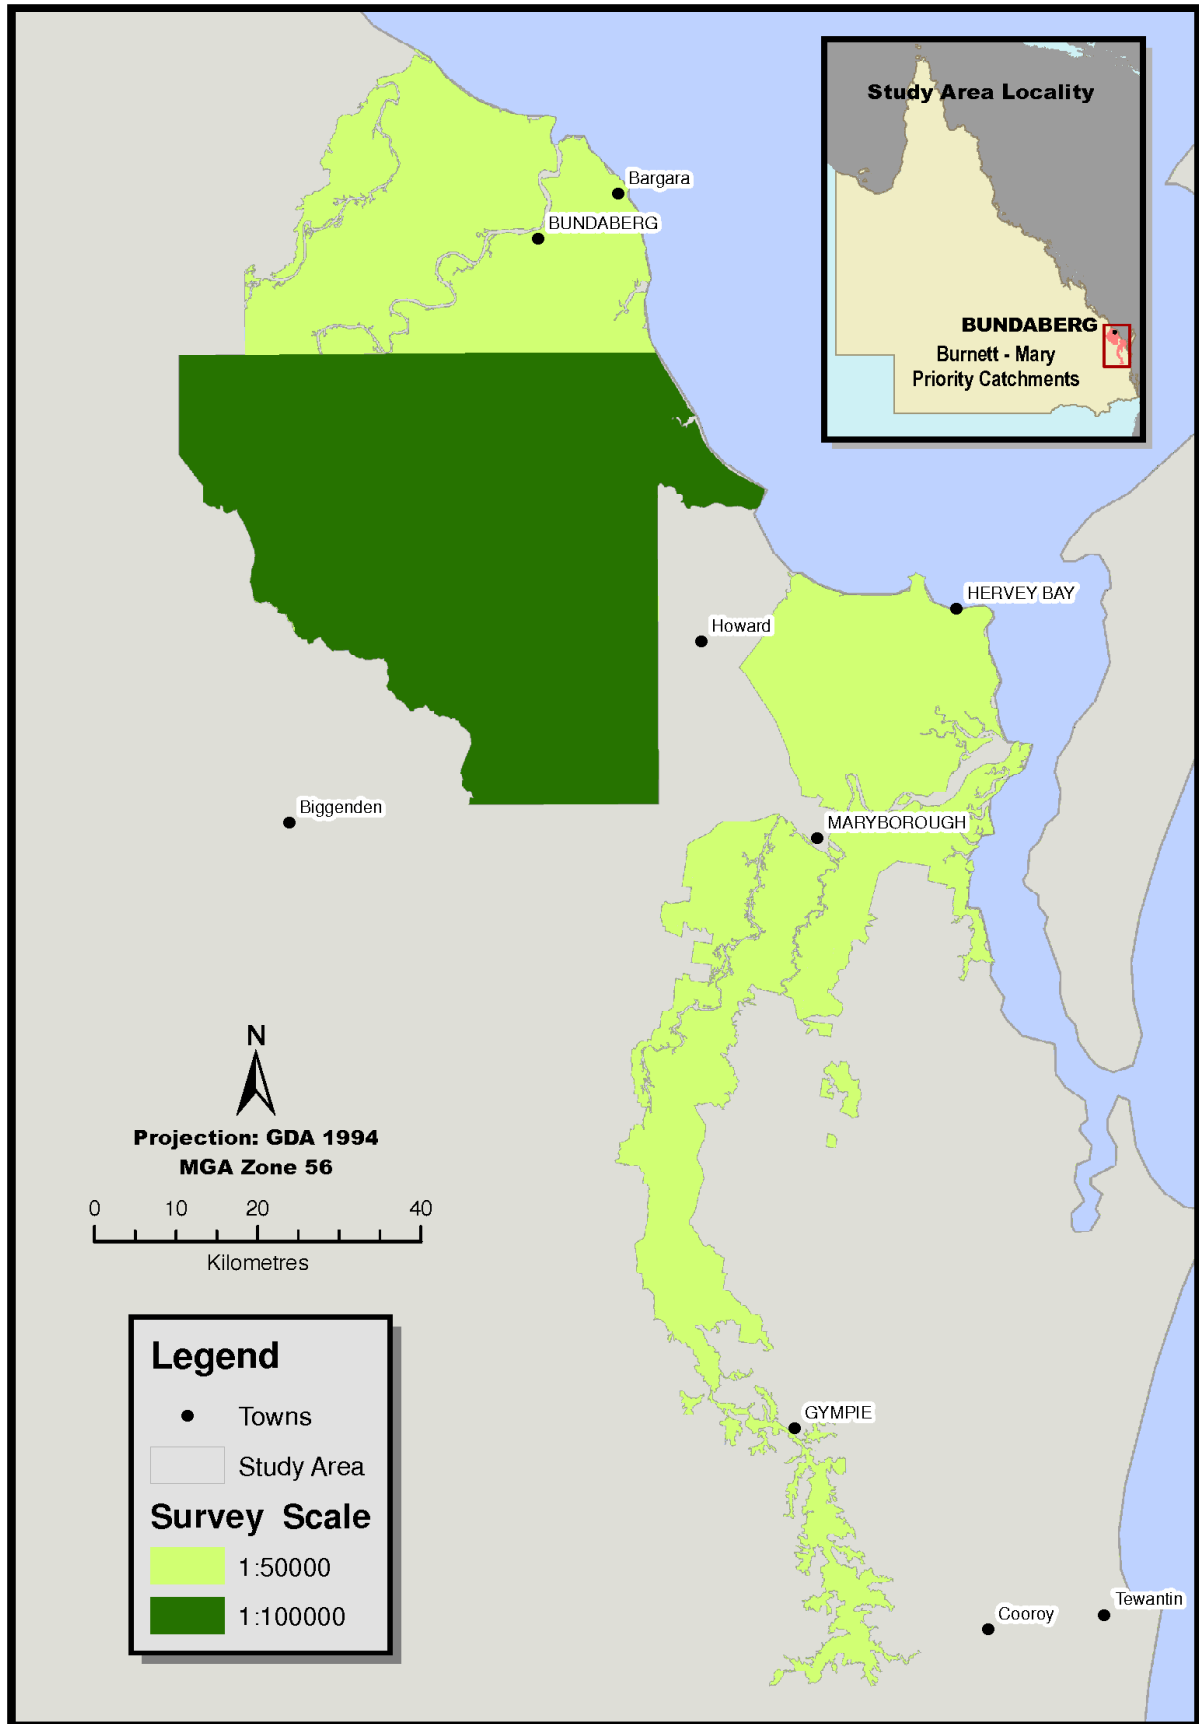 Study Area Locality
BUNDABERG
Burnett - Mary
Priority Catchments
Bargara
BUNDABERG
HERVEY BAY
Howard
Biggenden
MARYBOROUGH
N
Projection: GDA 1994
MGA Zone 56
0 10 20 40
Kilometres
Legend
Towns
Study Area
Survey Scale
1:50000
1:100000
GYMPIE
Tewantin
Cooroy